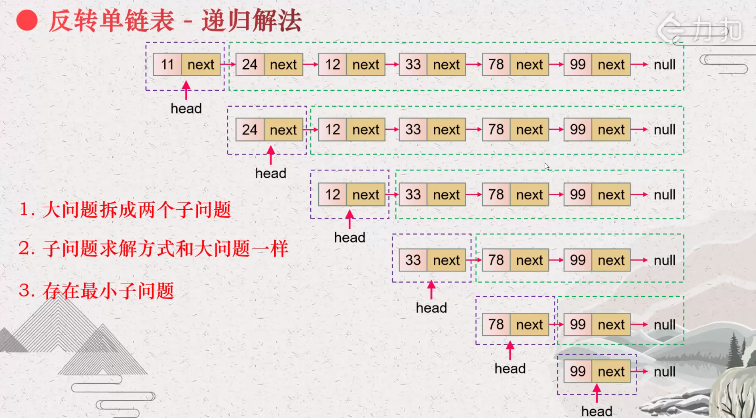 反转单链表 - 递归解法
力扣
11 next 24 next 12 next 33 next 78 next 99 next null
head
24 next 12 next 33 next 78 next 99 next null
head
12 next 33 next 78 next 99 next null
head
33 next 78 next 99 next null
head
78 next 99 next null
head
99 next null
head
1. 大问题拆成两个子问题
2. 子问题求解方式和大问题一样
3. 存在最小子问题